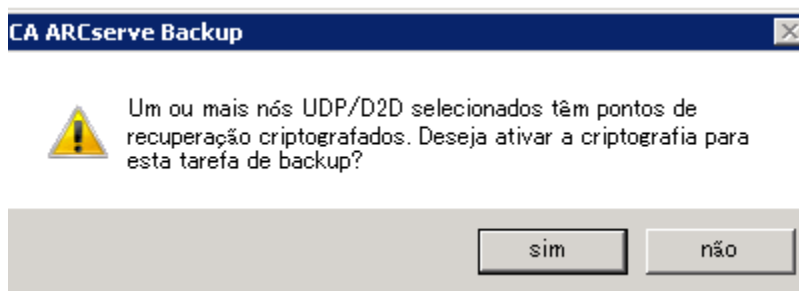 CA ARCserve Backup
Um ou mais nós UDP/D2D selecionados têm pontos de
recuperação criptografados. Deseja ativar a criptografia para
esta tarefa de backup?
sim
não